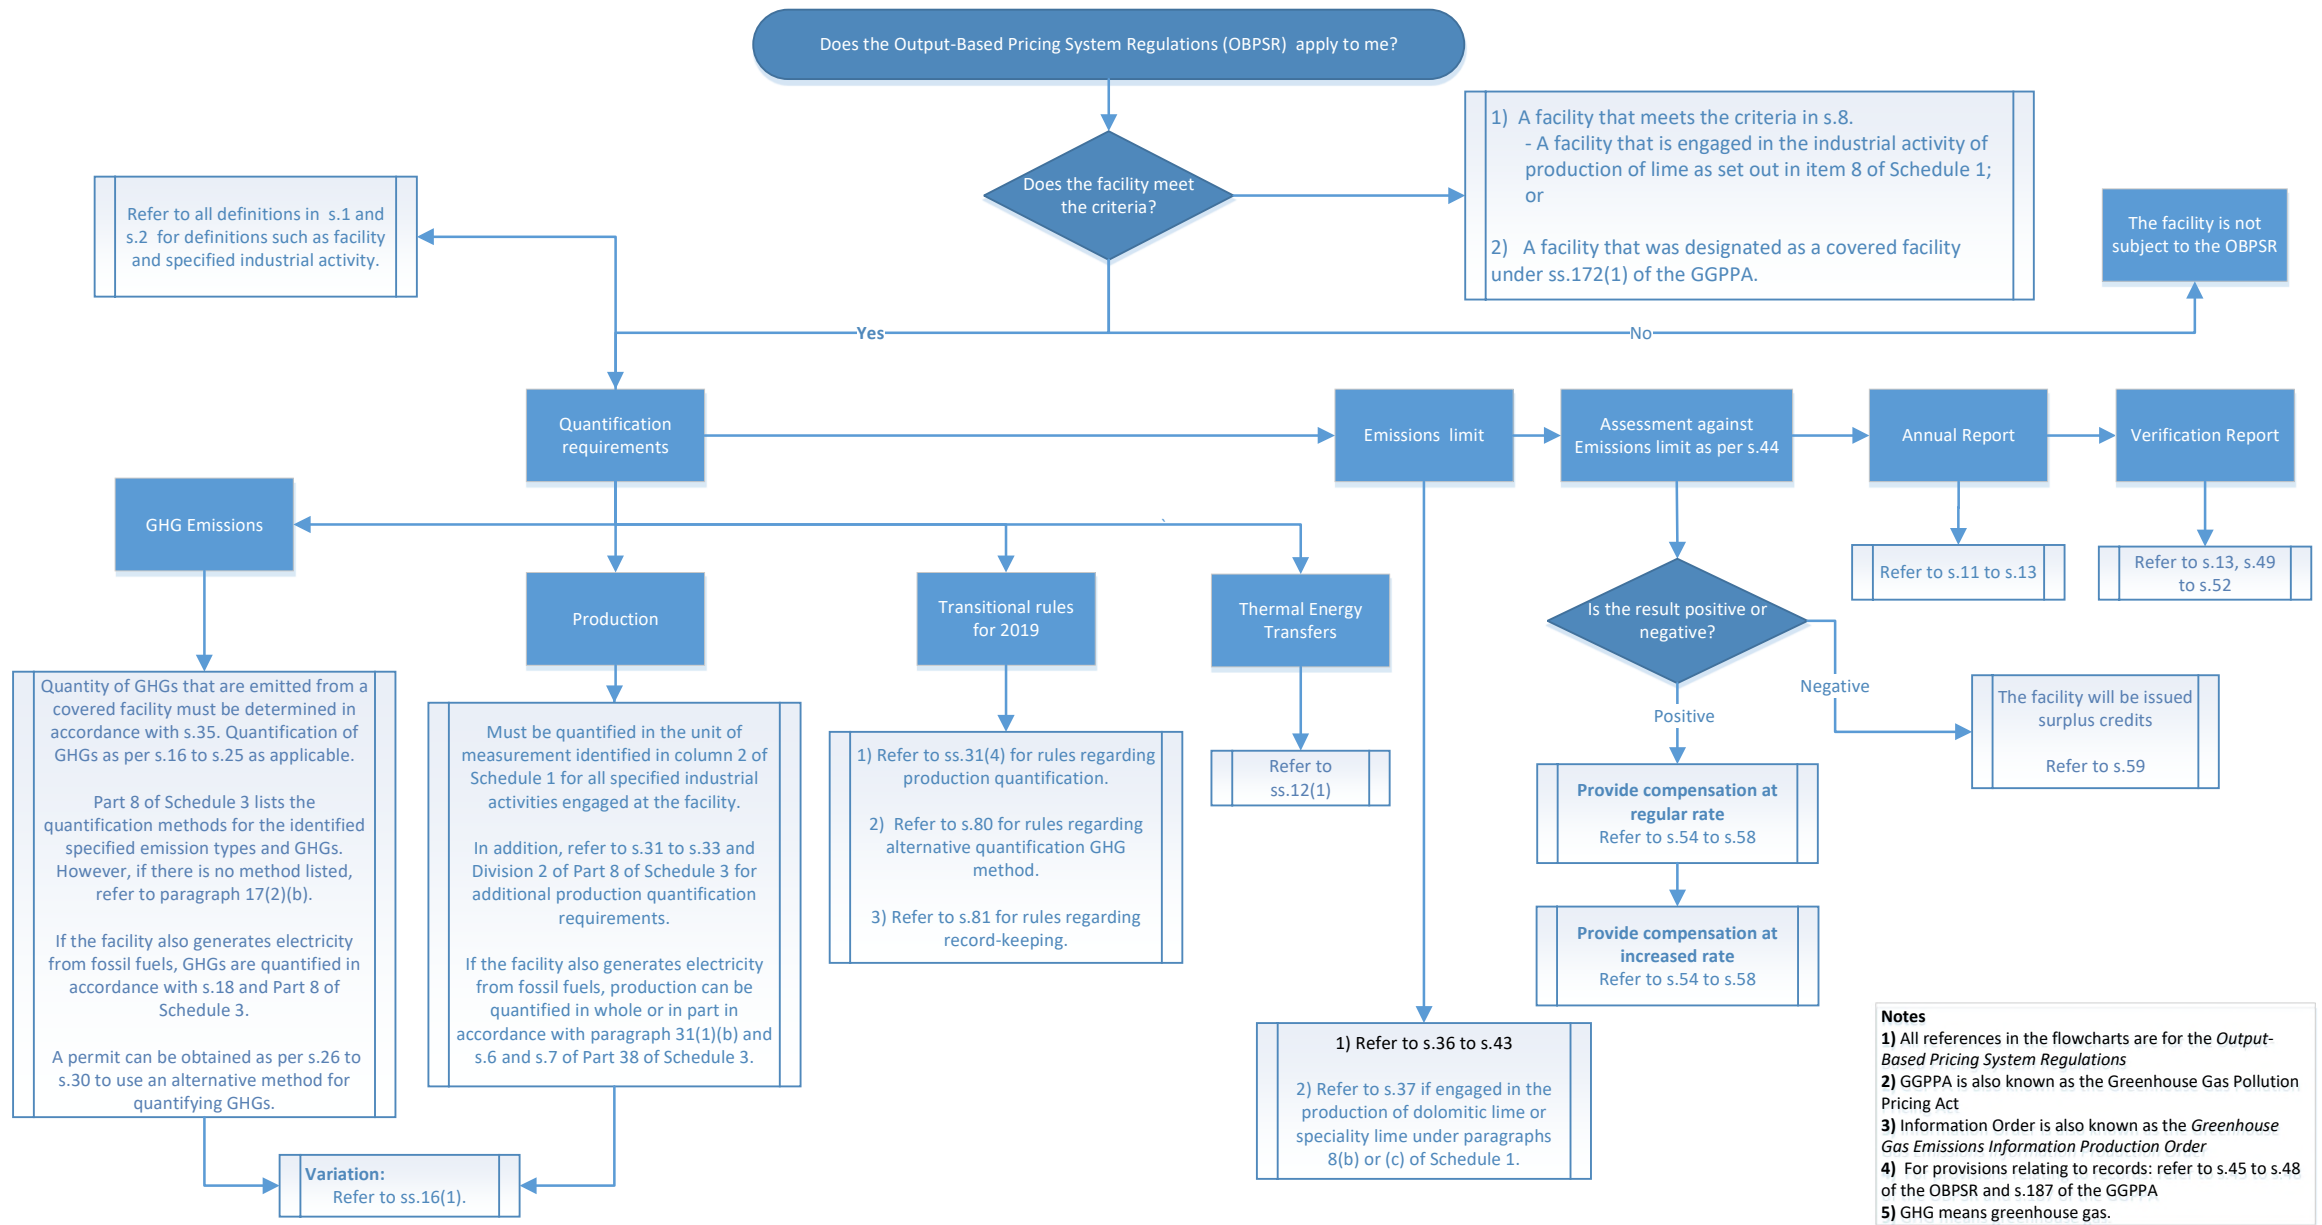 Does the Output-Based Pricing System Regulations (OBPSR)  apply to me?
Does the facility meet
the criteria?
1)  A facility that meets the criteria in s.8.
- A facility that is engaged in the industrial activity of
production of lime as set out in item 8 of Schedule 1;
or
2)   A facility that was designated as a covered facility
under ss.172(1) of the GGPPA.
Refer to all definitions in  s.1 and
s.2  for definitions such as facility
and specified industrial activity.
The facility is not
subject to the OBPSR
Yes
No
Quantification
requirements
Emissions  limit
Assessment against
Emissions limit as per s.44
Annual Report
Verification Report
GHG Emissions
Production
Transitional rules
for 2019
Thermal Energy
Transfers
`
Refer to s.11 to s.13
Refer to s.13, s.49
to s.52
Is the result positive or
negative?
Negative
Positive
The facility will be issued
surplus credits
Refer to s.59
Quantity of GHGs that are emitted from a
covered facility must be determined in
accordance with s.35. Quantification of
GHGs as per s.16 to s.25 as applicable.
Part 8 of Schedule 3 lists the
quantification methods for the identified
specified emission types and GHGs.
However, if there is no method listed,
refer to paragraph 17(2)(b).
If the facility also generates electricity
from fossil fuels, GHGs are quantified in
accordance with s.18 and Part 8 of
Schedule 3.
A permit can be obtained as per s.26 to
s.30 to use an alternative method for
quantifying GHGs.
Must be quantified in the unit of
measurement identified in column 2 of
Schedule 1 for all specified industrial
activities engaged at the facility.
In addition, refer to s.31 to s.33 and
Division 2 of Part 8 of Schedule 3 for
additional production quantification
requirements.
If the facility also generates electricity
from fossil fuels, production can be
quantified in whole or in part in
accordance with paragraph 31(1)(b) and
s.6 and s.7 of Part 38 of Schedule 3.
1) Refer to ss.31(4) for rules regarding
production quantification.
2)  Refer to s.80 for rules regarding
alternative quantification GHG
method.
3) Refer to s.81 for rules regarding
record-keeping.
Refer to
ss.12(1)
Provide compensation at
regular rate
Refer to s.54 to s.58
Provide compensation at
increased rate
Refer to s.54 to s.58
1) Refer to s.36 to s.43
2) Refer to s.37 if engaged in the
production of dolomitic lime or
speciality lime under paragraphs
8(b) or (c) of Schedule 1.
Variation:
Refer to ss.16(1).
Notes
1) All references in the flowcharts are for the Output-
Based Pricing System Regulations
2) GGPPA is also known as the Greenhouse Gas Pollution
Pricing Act
3) Information Order is also known as the Greenhouse
Gas Emissions Information Production Order
4)  For provisions relating to records: refer to s.45 to s.48
of the OBPSR and s.187 of the GGPPA
5) GHG means greenhouse gas.